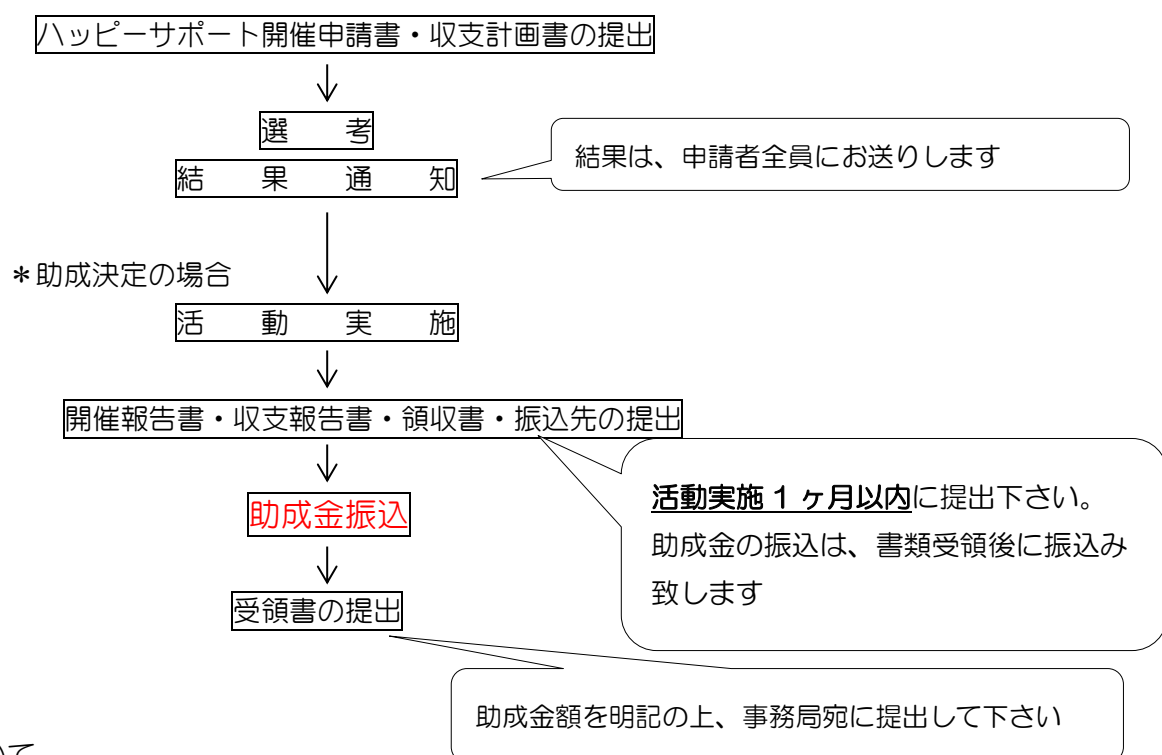 ハッピーサポート開催申請書・収支計画書の提出
選考
結果は、申請者全員にお送りします
結果通知
＊助成決定の場合
活動実施
開催報告書・収支報告書・領収書・振込先の提出
活動実施1ヶ月以内に提出下さい。
助成金の振込は、書類受領後に振込み
致します
助成金振込
受領書の提出
助成金額を明記の上、事務局宛に提出して下さい